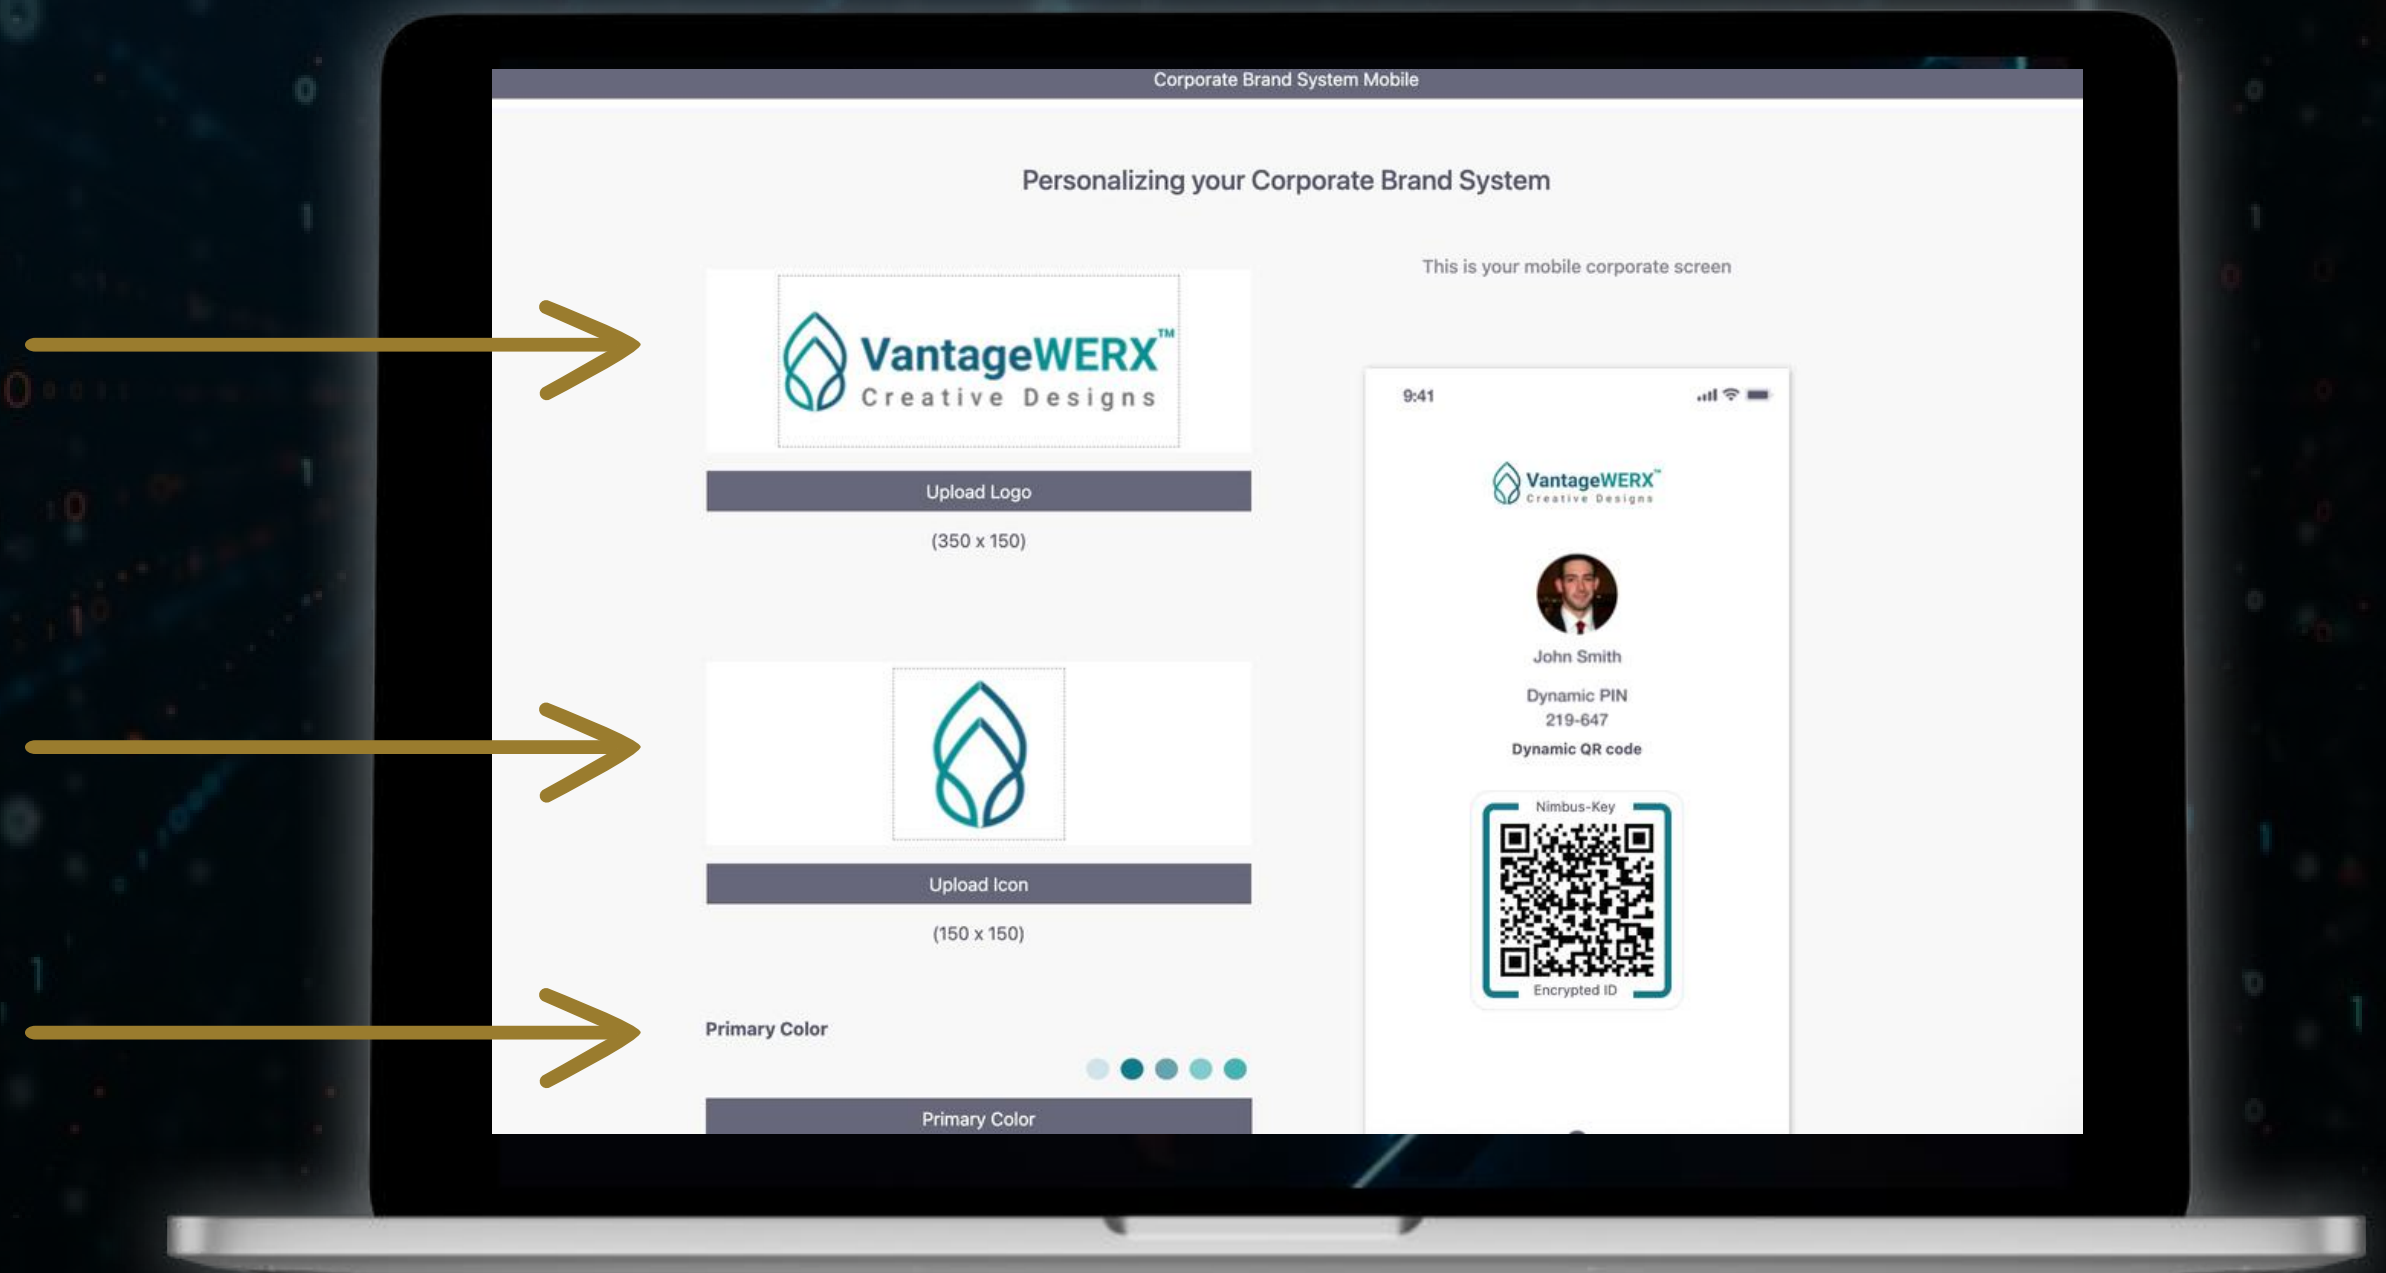 Corporate Brand System Mobile
Personalizing your Corporate Brand System
VantageWERX™
Creative Designs
Upload Logo
(350 x 150)
Upload Icon
(150 x 150)
Primary Color
Primary Color
This is your mobile corporate screen
9:41
VantageWERX™
Creative Designs
John Smith
Dynamic PIN
219-647
Dynamic QR code
Nimbus-Key
Encrypted ID